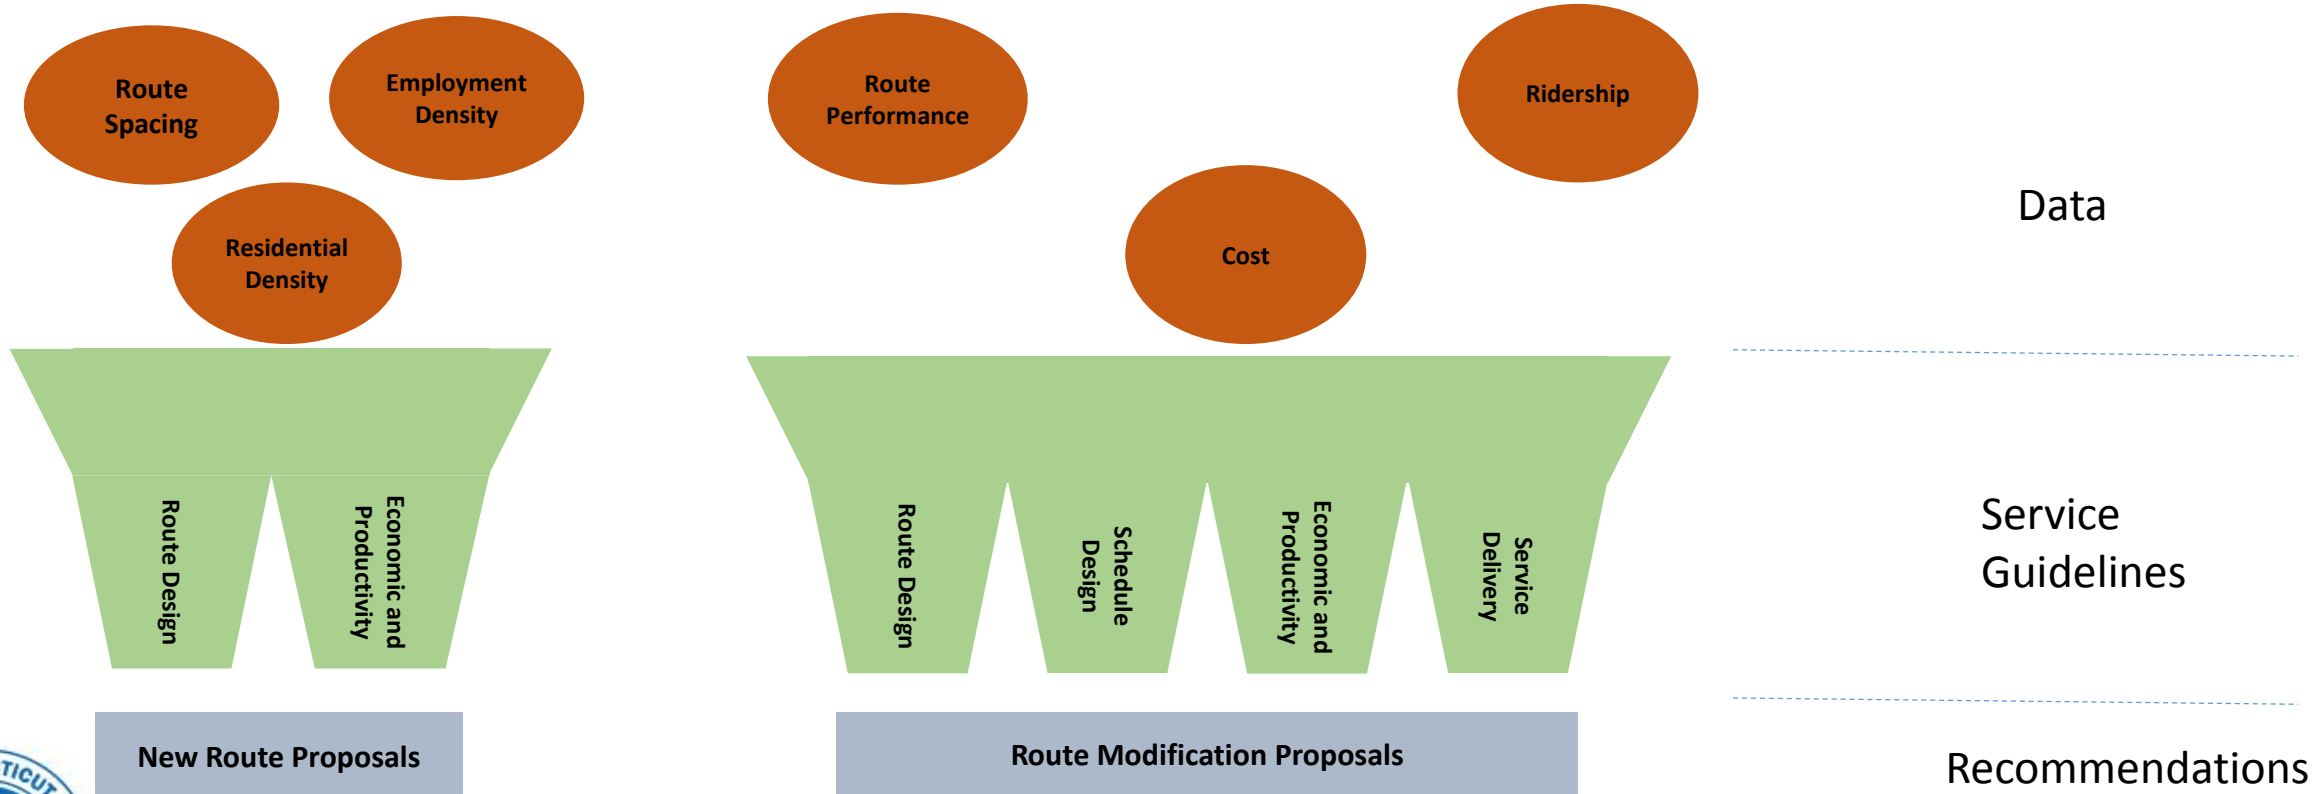 Route
Spacing
Employment
Density
Residential
Density
Route
Performance
Ridership
Cost
Data
Route Design
Economic and
Productivity
Route Design
Schedule
Design
Economic and
Productivity
Service
Delivery
Service
Guidelines
New Route Proposals
Route Modification Proposals
Recommendations